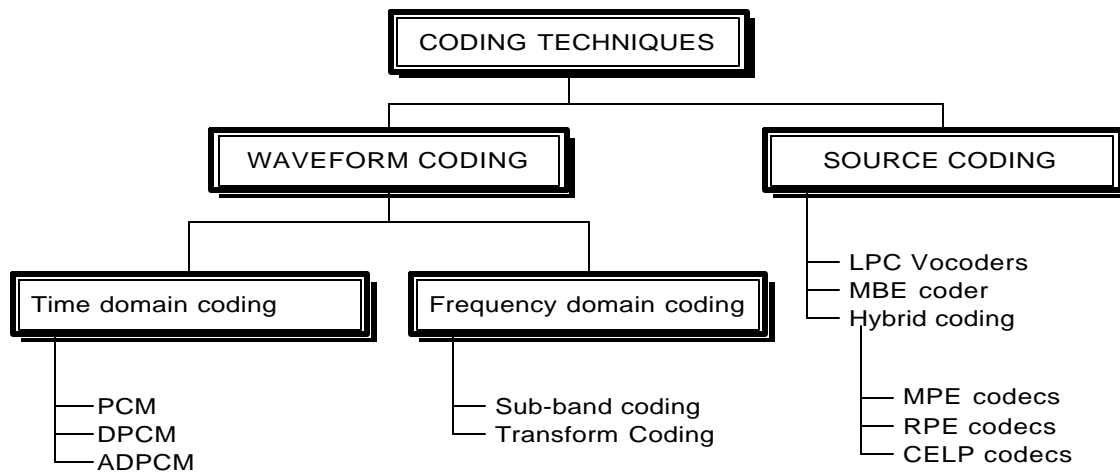 CODING TECHNIQUES
WAVEFORM CODING
SOURCE CODING
Time domain coding
Frequency domain coding
LPC Vocoders
MBE coder
Hybrid coding
PCM
DPCM
ADPCM
Sub-band coding
Transform Coding
MPE codecs
RPE codecs
CELP codecs